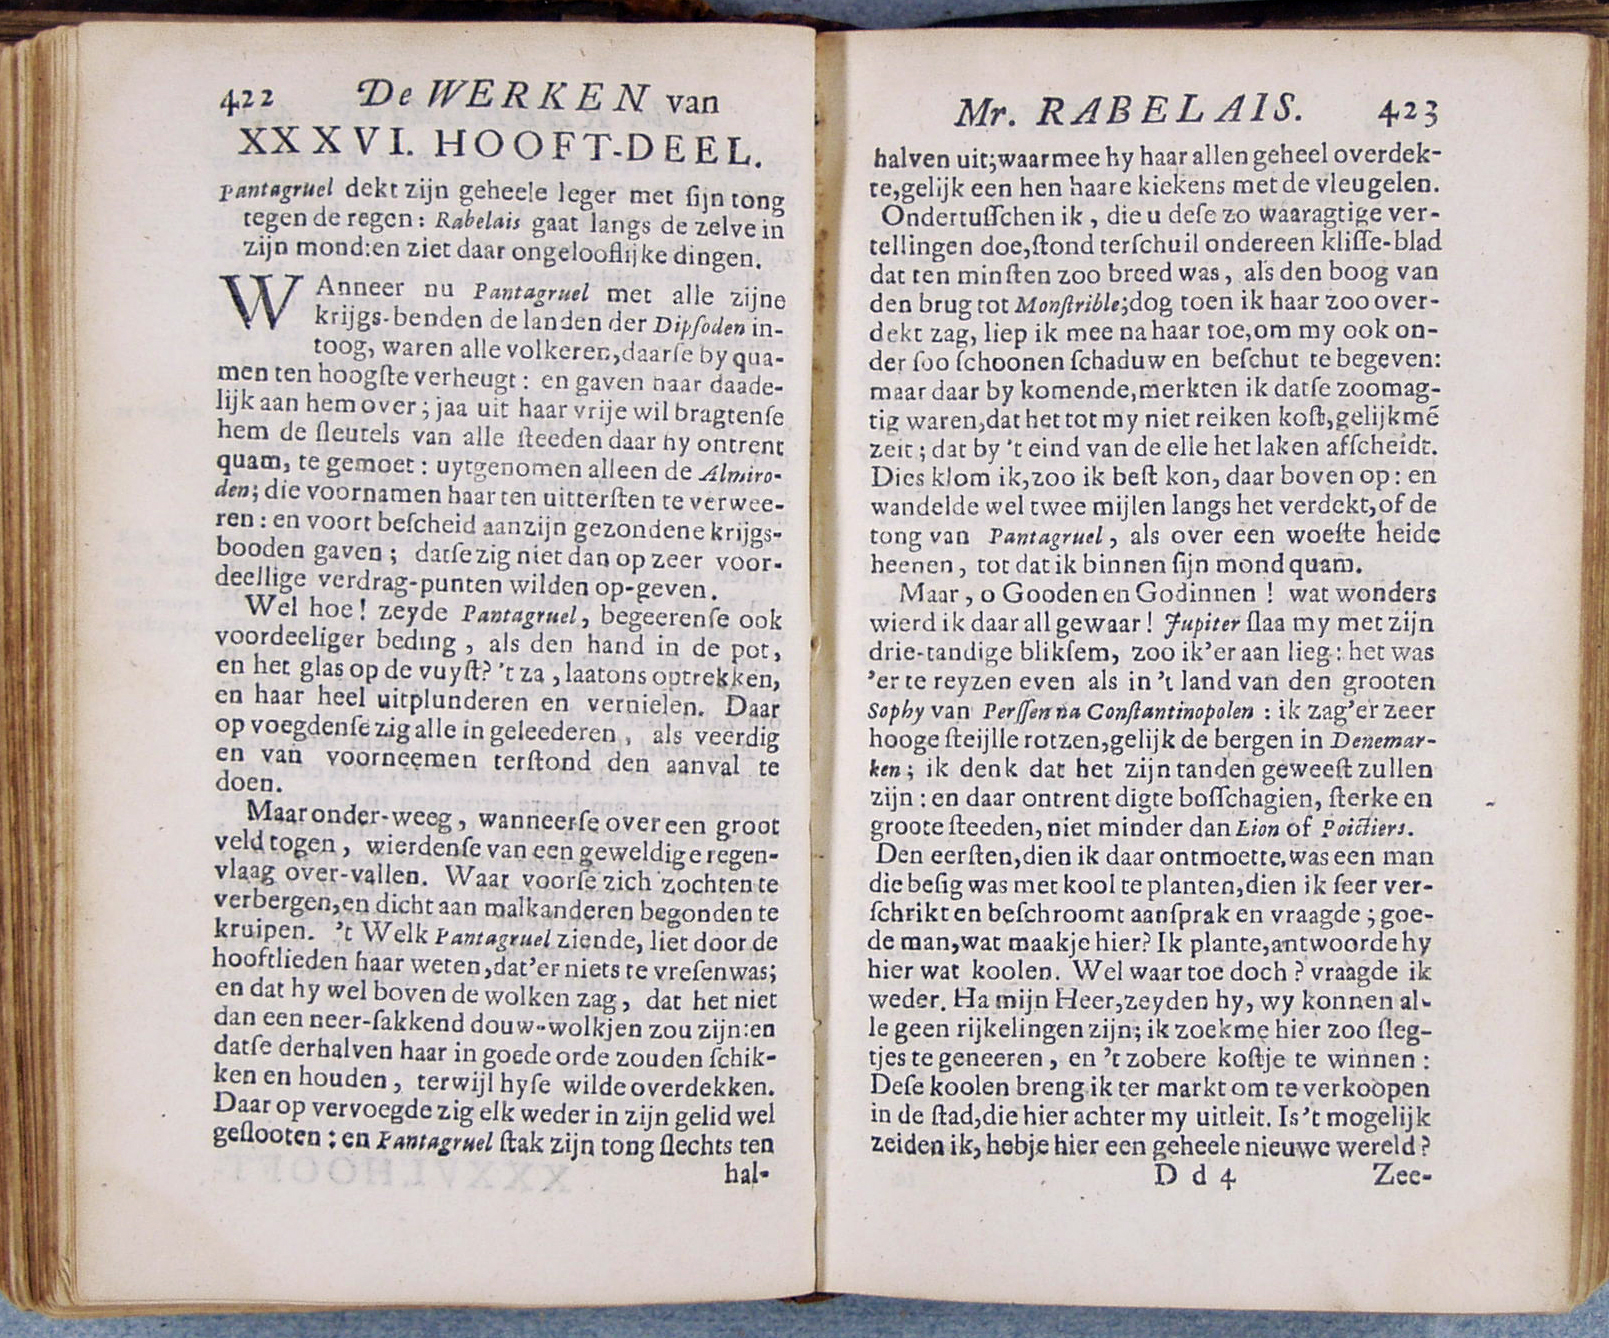 422 De WERKEN van
XXXVI. HOOFT-DEEL.
Pantagruel dekt zijn geheele leger met ſijn tong
tegen de regen: Rabelais gaat langs de zelve in
zijn mond:en ziet daar ongelooflijke dingen.
WAnneer nu Pantagruel met alle zijne
krijgs-benden de landen der Dipſoden in-
toog, waren alle volkeren,daarſe by qua-
men ten hoogſte verheugt: en gaven haar daade-
lijk aan hem over; jaa uit haar vrije wil bragtenſe
hem de ſleutels van alle ſteeden daar hy ontrent
quam, te gemoet: uytgenomen alleen de Almiro-
den; die voornamen haar ten uitterſten te verwee-
ren: en voort beſcheid aanzijn gezondene krijgs-
booden gaven; datſe zig niet dan op zeer voor-
deellige verdrag-punten wilden op-geven.
Wel hoe! zeyde Pantagruel, begeerenſe ook
voordeeliger beding, als den hand in de pot,
en het glas op de vuyſt? 't za, laatons optrekken,
en haar heel uitplunderen en vernielen. Daar
op voegdenſe zig alle in geleederen, als veerdig
en van voorneemen terſtond den aanval te
doen.
Maar onder-weeg, wanneerſe over een groot
veld togen, wierdenſe van een geweldige regen-
vlaag over-vallen. Waar voorſe zich zochten te
verbergen,en dicht aan malkanderen begonden te
kruipen. 't Welk Pantagruel ziende, liet door de
hooftlieden haar weten,dat'er niets te vreſen was;
en dat hy wel boven de wolken zag, dat het niet
dan een neer-ſakkend douw-wolkjen zou zijn:en
datſe derhalven haar in goede orde zouden ſchik-
ken en houden, terwijl hyſe wilde overdekken.
Daar op vervoegde zig elk weder in zijn gelid wel
geſlooten: en Pantagruel ſtak zijn tong ſlechts ten
hal-
Mr. RABELAIS. 423
halven uit;waarmee hy haar allen geheel overdek-
te,gelijk een hen haare kiekens met de vleugelen.
Ondertuſſchen ik, die u deſe zo waaragtige ver-
tellingen doe,ſtond terſchuil ondereen kliſſe-blad
dat ten minſten zoo breed was, als den boog van
den brug tot Monſtrible;dog toen ik haar zoo over-
dekt zag, liep ik mee na haar toe,om my ook on-
der ſoo ſchoonen ſchaduw en beſchut te begeven:
maar daar by komende,merkten ik datſe zoo mag-
tig waren,dat het tot my niet reiken koſt,gelijk mẽ
zeit; dat by 't eind van de elle het laken afſcheidt.
Dies klom ik,zoo ik beſt kon, daar boven op: en
wandelde wel twee mijlen langs het verdekt,of de
tong van Pantagruel, als over een woeſte heide
heenen, tot dat ik binnen ſijn mond quam.
Maar, o Gooden en Godinnen! wat wonders
wierd ik daar all gewaar! Jupiter ſlaa my met zijn
drie-tandige blikſem, zoo ik'er aan lieg: het was
'er te reyzen even als in 't land van den grooten
Sophy van Perſſen na Conſtantinopolen: ik zag'er zeer
hooge ſteijlle rotzen,gelijk de bergen in Denemar-
ken; ik denk dat het zijn tanden geweeſt zullen
zijn: en daar ontrent digte boſſchagien, ſterke en
groote ſteeden, niet minder dan Lion of Poictiers.
Den eerſten,dien ik daar ontmoette,was een man
die beſig was met kool te planten,dien ik ſeer ver-
ſchrikt en beſchroomt aanſprak en vraagde; goe-
de man,wat maakje hier? Ik plante,antwoorde hy
hier wat koolen. Wel waar toe doch? vraagde ik
weder. Ha mijn Heer,zeyden hy, wy konnen al-
le geen rijkelingen zijn; ik zoek me hier zoo ſleg-
tjes te geneeren, en 't zobere koſtje te winnen:
Deſe koolen breng ik ter markt om te verkoopen
in de ſtad,die hier achter my uitleit. Is 't mogelijk
zeiden ik, hebje hier een geheele nieuwe wereld?
D d 4 Zee-